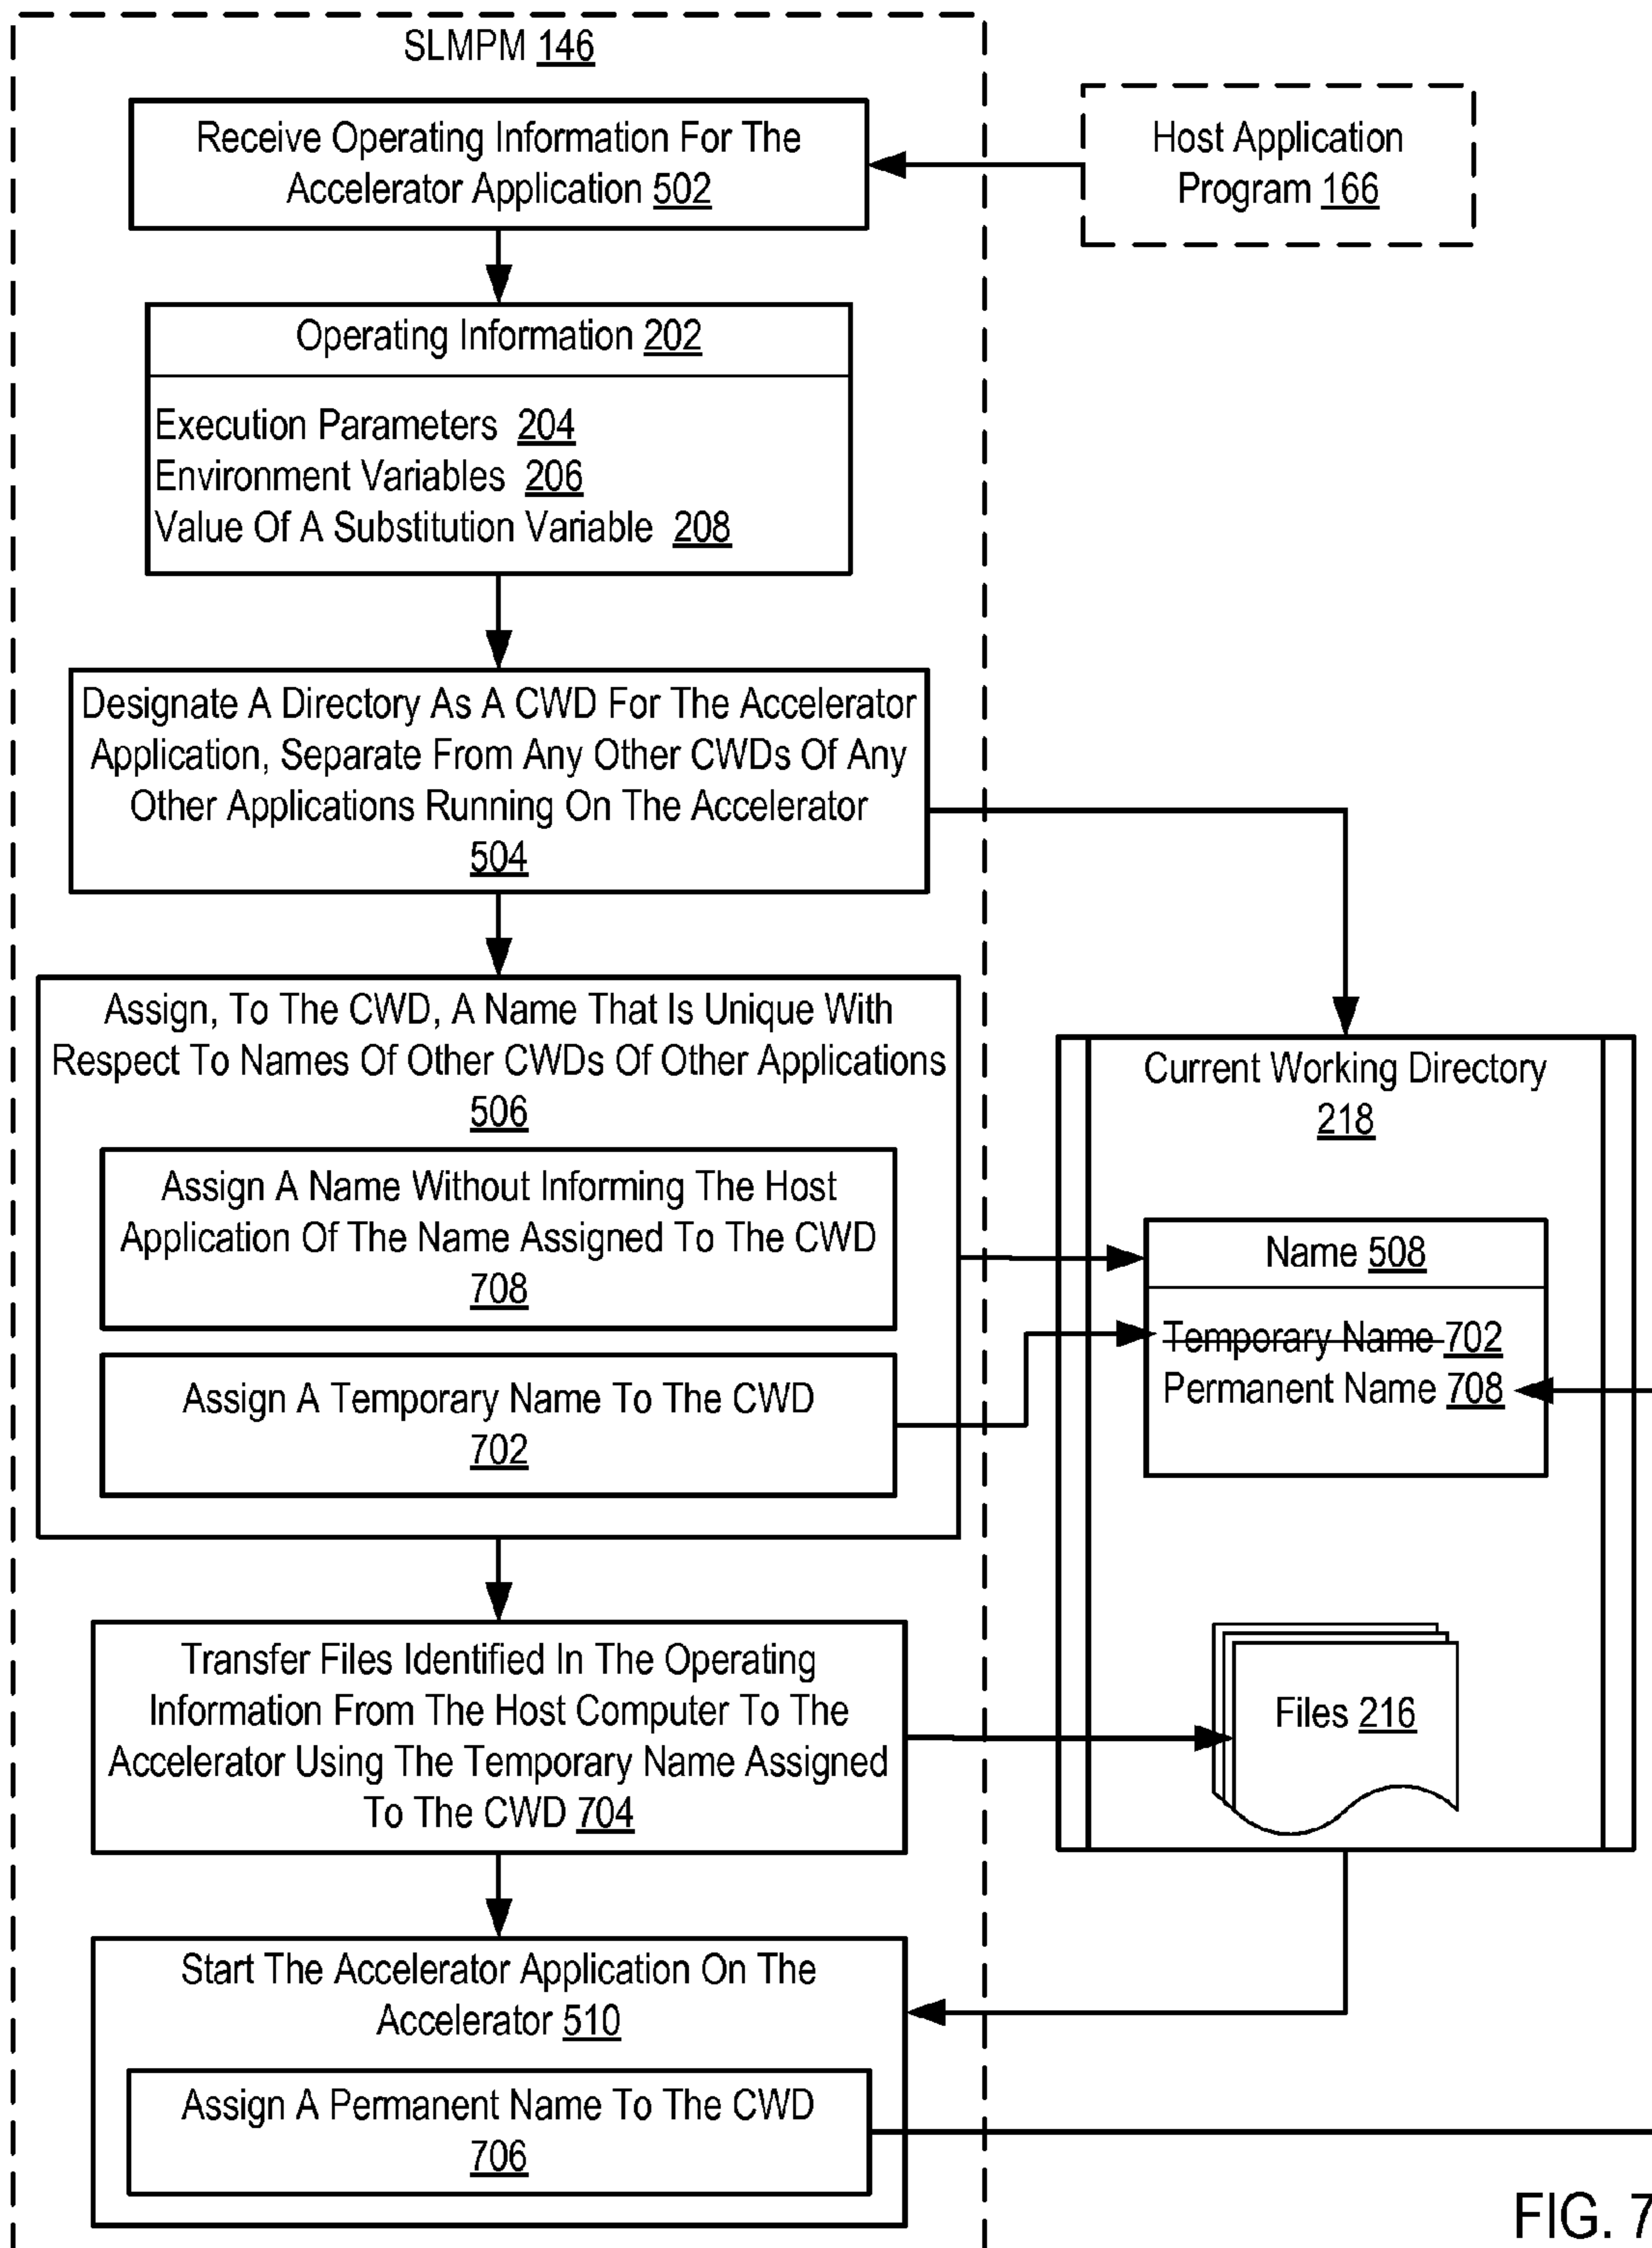 SLMPM 146
Receive Operating Information For The
Accelerator Application 502
Host Application
Program 166
Operating Information 202
Execution Parameters 204
Environment Variables 206
Value Of A Substitution Variable 208
Designate A Directory As A CWD For The Accelerator
Application, Separate From Any Other CWDs Of Any
Other Applications Running On The Accelerator
504
Assign, To The CWD, A Name That Is Unique With
Respect To Names Of Other CWDs Of Other Applications
506
Assign A Name Without Informing The Host
Application Of The Name Assigned To The CWD
708
Assign A Temporary Name To The CWD
702
Current Working Directory
218
Name 508
Temporary Name 702
Permanent Name 708
Transfer Files Identified In The Operating
Information From The Host Computer To The
Accelerator Using The Temporary Name Assigned
To The CWD 704
Files 216
Start The Accelerator Application On The
Accelerator 510
Assign A Permanent Name To The CWD
706
FIG. 7